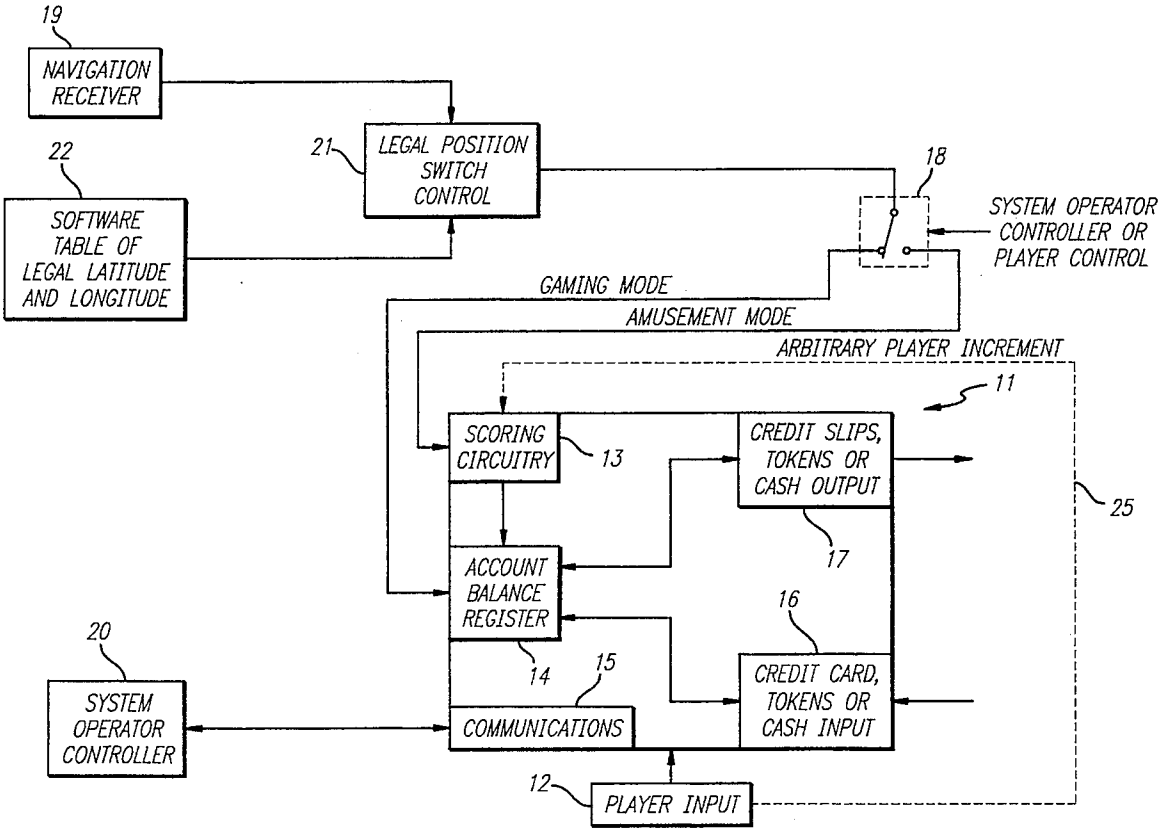 19
NAVIGATION
RECEIVER
22
SOFTWARE
TABLE OF
LEGAL LATITUDE
AND LONGITUDE
21
LEGAL POSITION
SWITCH
CONTROL
18
SYSTEM OPERATOR
CONTROLLER OR
PLAYER CONTROL
GAMING MODE
AMUSEMENT MODE
ARBITRARY PLAYER INCREMENT
11
SCORING
CIRCUITRY
13
CREDIT SLIPS,
TOKENS OR
CASH OUTPUT
17
25
ACCOUNT
BALANCE
REGISTER
14
16
CREDIT CARD,
TOKENS OR
CASH INPUT
15
COMMUNICATIONS
20
SYSTEM
OPERATOR
CONTROLLER
12
PLAYER INPUT